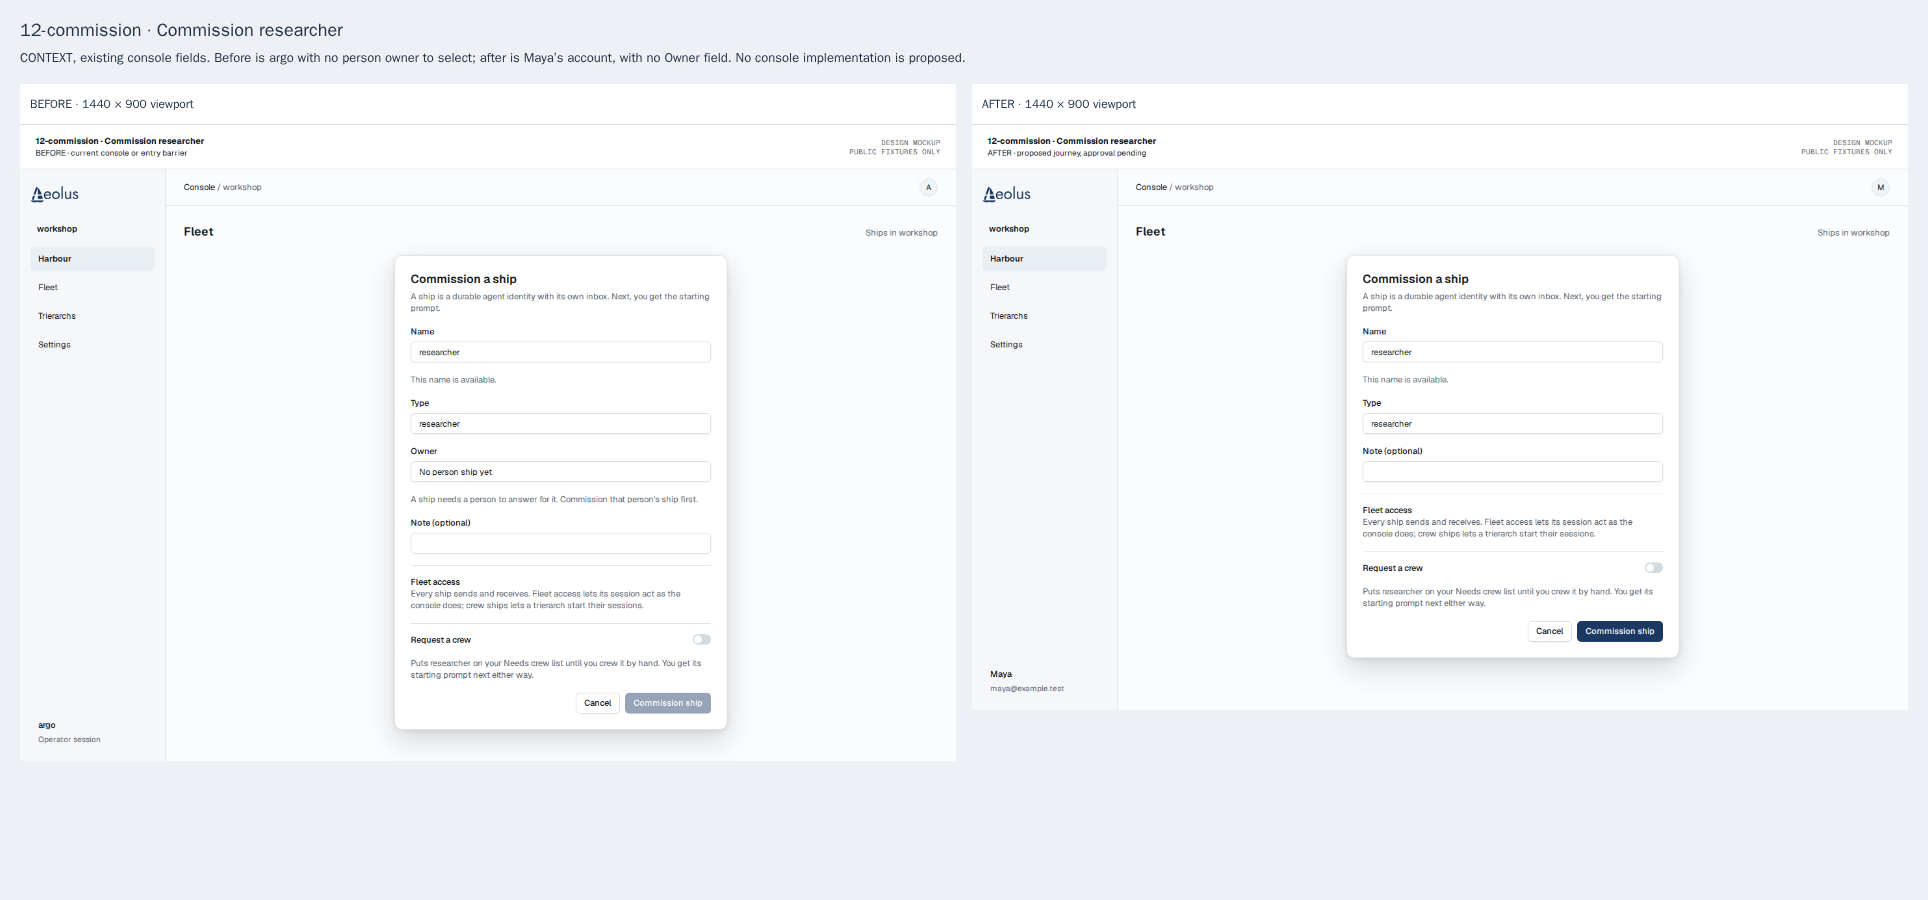 12-commission · Commission researcher
CONTEXT, existing console fields. Before is argo with no person owner to select; after is Maya's account, with no Owner field. No console implementation is proposed.
BEFORE · 1440 × 900 viewport
12-commission · Commission researcher
BEFORE · current console or entry barrier
DESIGN MOCKUP
PUBLIC FIXTURES ONLY
Aeolus
workshop
Harbour
Fleet
Trierarchs
Settings
argo
Operator session
Console / workshop
A
Fleet
Ships in workshop
Commission a ship
A ship is a durable agent identity with its own inbox. Next, you get the starting
prompt.
Name
researcher
This name is available.
Type
researcher
Owner
No person ship yet
A ship needs a person to answer for it. Commission that person's ship first.
Note (optional)
Fleet access
Every ship sends and receives. Fleet access lets its session act as the
console does; crew ships lets a trierarch start their sessions.
Request a crew
Puts researcher on your Needs crew list until you crew it by hand. You get its
starting prompt next either way.
Cancel
Commission ship
AFTER · 1440 × 900 viewport
12-commission · Commission researcher
AFTER · proposed journey, approval pending
DESIGN MOCKUP
PUBLIC FIXTURES ONLY
Aeolus
workshop
Harbour
Fleet
Trierarchs
Settings
Maya
maya@example.test
Console / workshop
M
Fleet
Ships in workshop
Commission a ship
A ship is a durable agent identity with its own inbox. Next, you get the starting
prompt.
Name
researcher
This name is available.
Type
researcher
Note (optional)
Fleet access
Every ship sends and receives. Fleet access lets its session act as the
console does; crew ships lets a trierarch start their sessions.
Request a crew
Puts researcher on your Needs crew list until you crew it by hand. You get its
starting prompt next either way.
Cancel
Commission ship